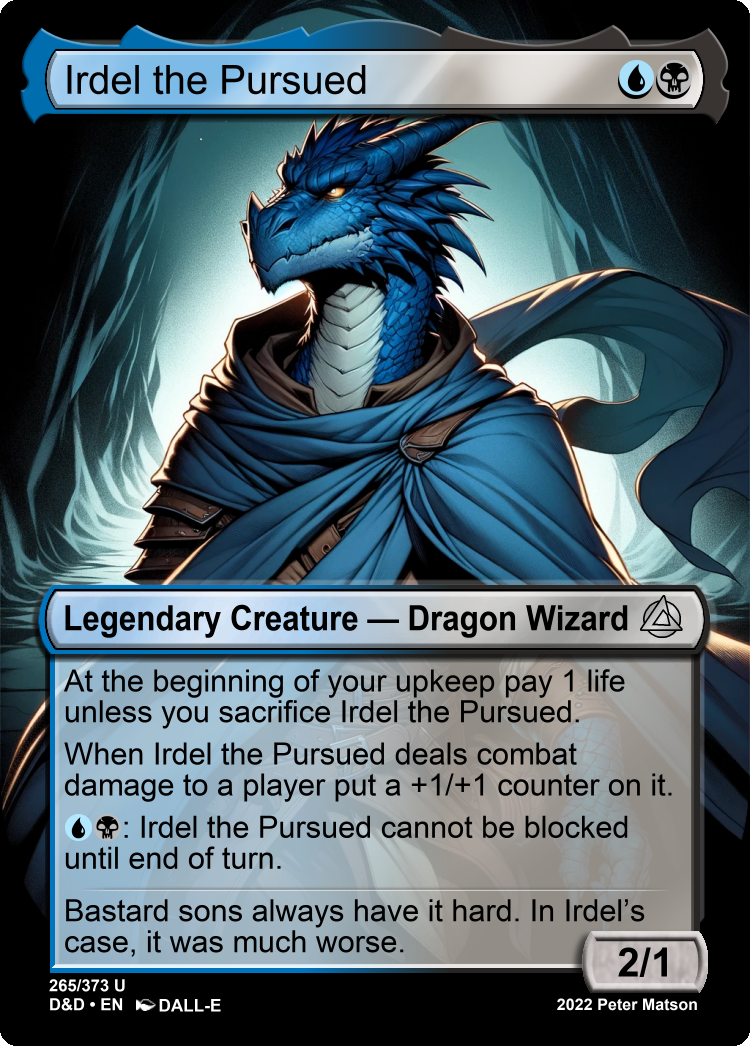 Irdel the Pursued
Legendary Creature — Dragon Wizard
At the beginning of your upkeep pay 1 life
unless you sacrifice Irdel the Pursued.
When Irdel the Pursued deals combat
damage to a player put a +1/+1 counter on it.
: Irdel the Pursued cannot be blocked
until end of turn.
Bastard sons always have it hard. In Irdel's
case, it was much worse.
2/1
265/373 U
D&D • EN DALL-E
2022 Peter Matson